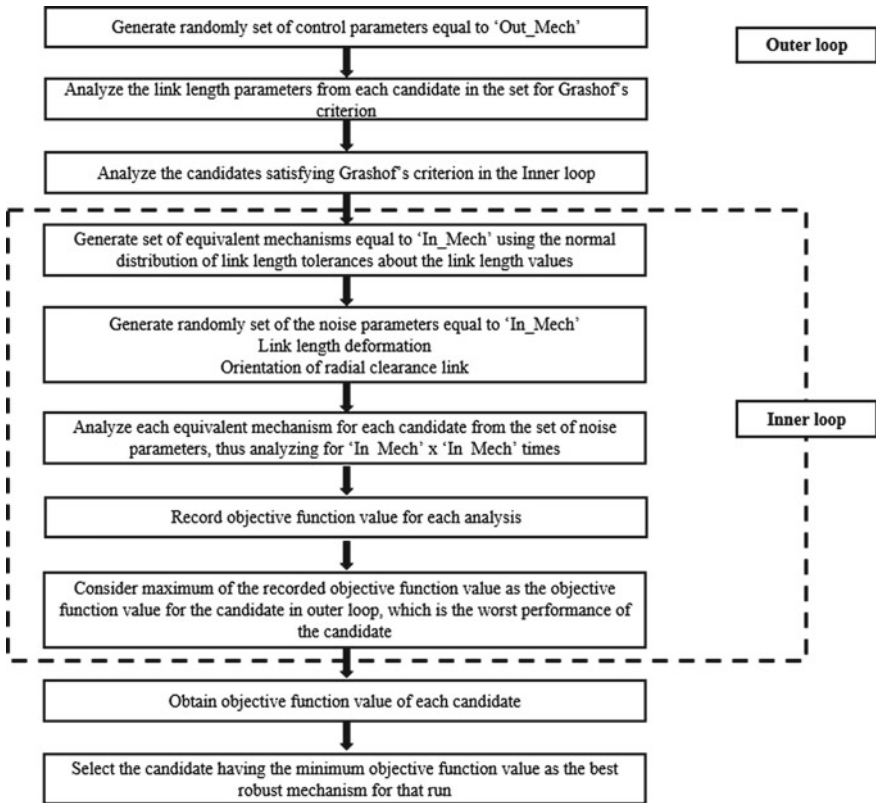 Generate randomly set of control parameters equal to ‘Out_Mech’
Outer loop
Analyze the link length parameters from each candidate in the set for Grashof’s
criterion
Analyze the candidates satisfying Grashof’s criterion in the Inner loop
Generate set of equivalent mechanisms equal to ‘In_Mech’ using the normal
distribution of link length tolerances about the link length values
Generate randomly set of the noise parameters equal to ‘In_Mech’
Link length deformation
Orientation of radial clearance link
Analyze each equivalent mechanism for each candidate from the set of noise
parameters, thus analyzing for ‘In_Mech’ x ‘In_Mech’ times
Inner loop
Record objective function value for each analysis
Consider maximum of the recorded objective function value as the objective
function value for the candidate in outer loop, which is the worst performance of
the candidate
Obtain objective function value of each candidate
Select the candidate having the minimum objective function value as the best
robust mechanism for that run